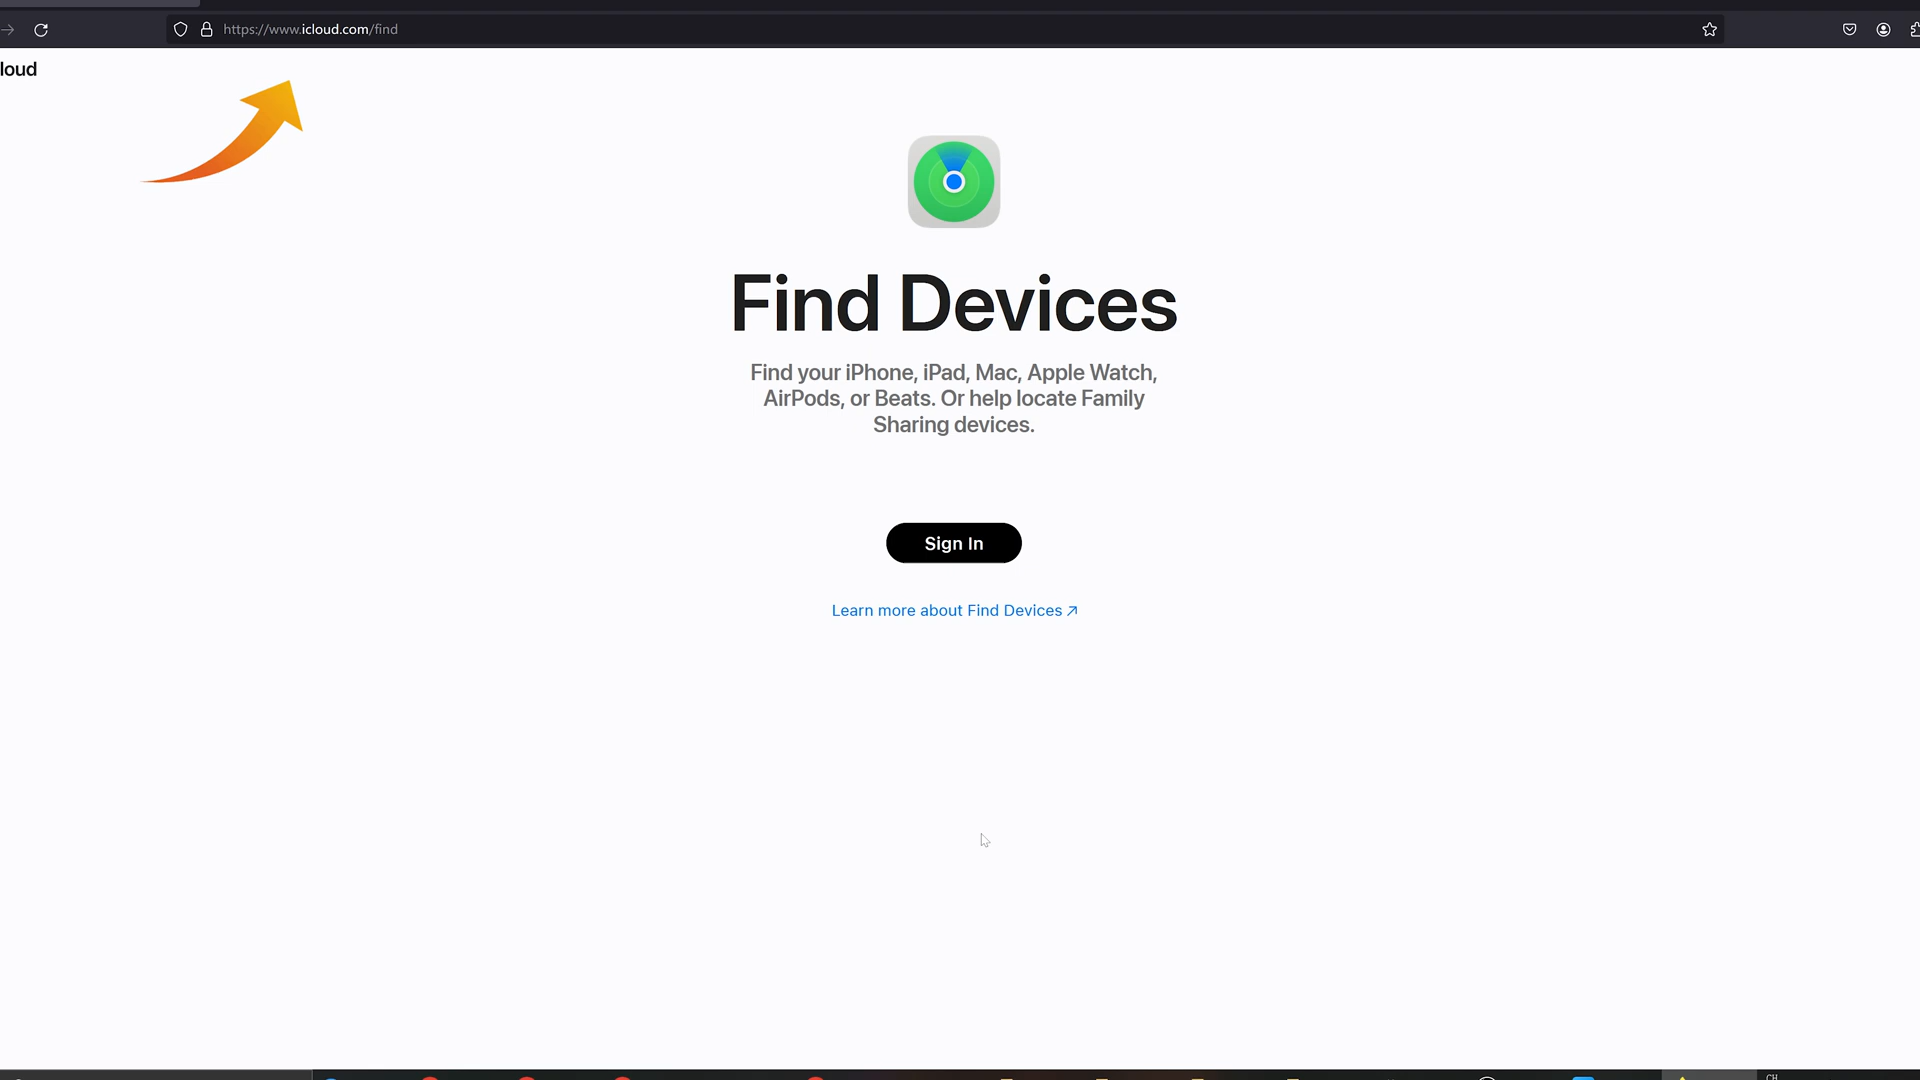 https://www.icloud.com/find
loud
Find Devices
Find your iPhone, iPad, Mac, Apple Watch,
AirPods, or Beats. Or help locate Family
Sharing devices.
Sign In
Learn more about Find Devices ↗
CH